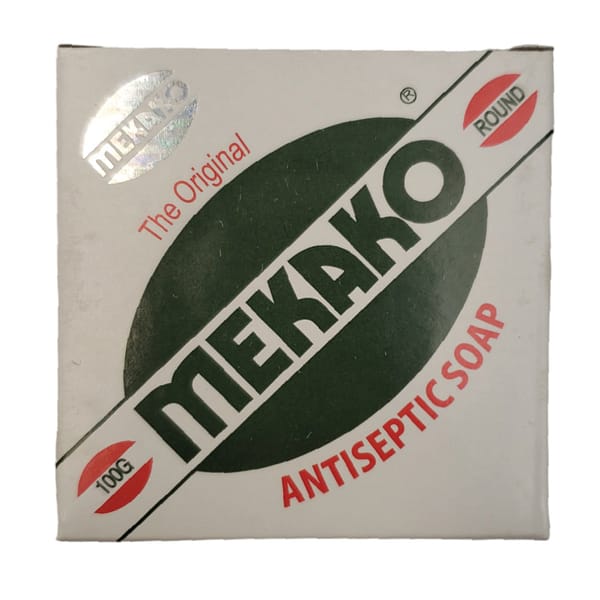 MEKAKO
The Original
®
ROUND
MEKAKO
100G
ANTISEPTIC SOAP